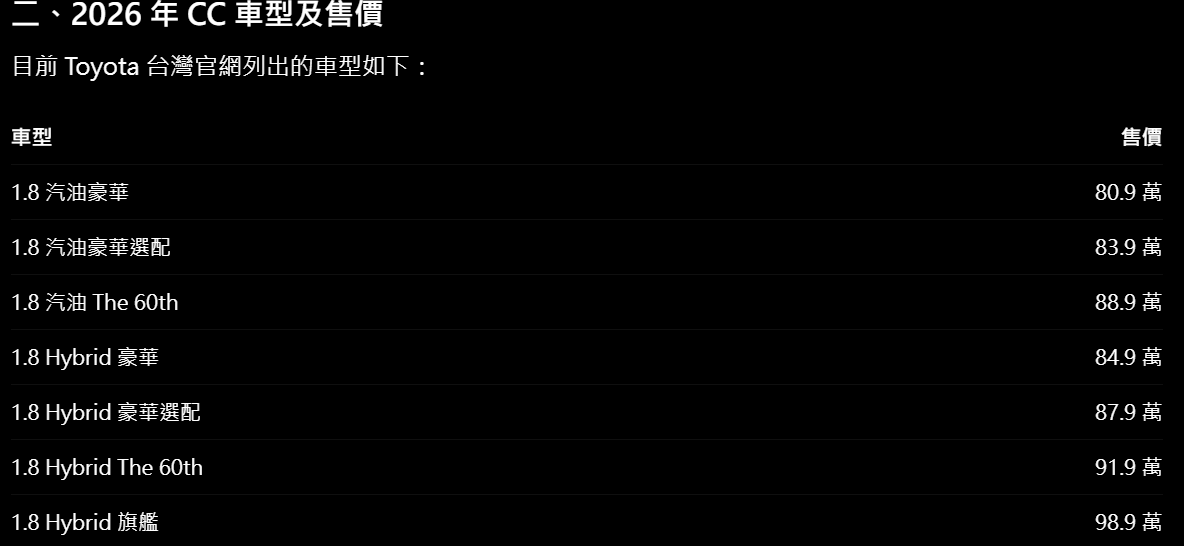 二、2026 年 CC 車型及售價
目前 Toyota 台灣官網列出的車型如下：
車型 售價
1.8 汽油豪華 80.9 萬
1.8 汽油豪華選配 83.9 萬
1.8 汽油 The 60th 88.9 萬
1.8 Hybrid 豪華 84.9 萬
1.8 Hybrid 豪華選配 87.9 萬
1.8 Hybrid The 60th 91.9 萬
1.8 Hybrid 旗艦 98.9 萬